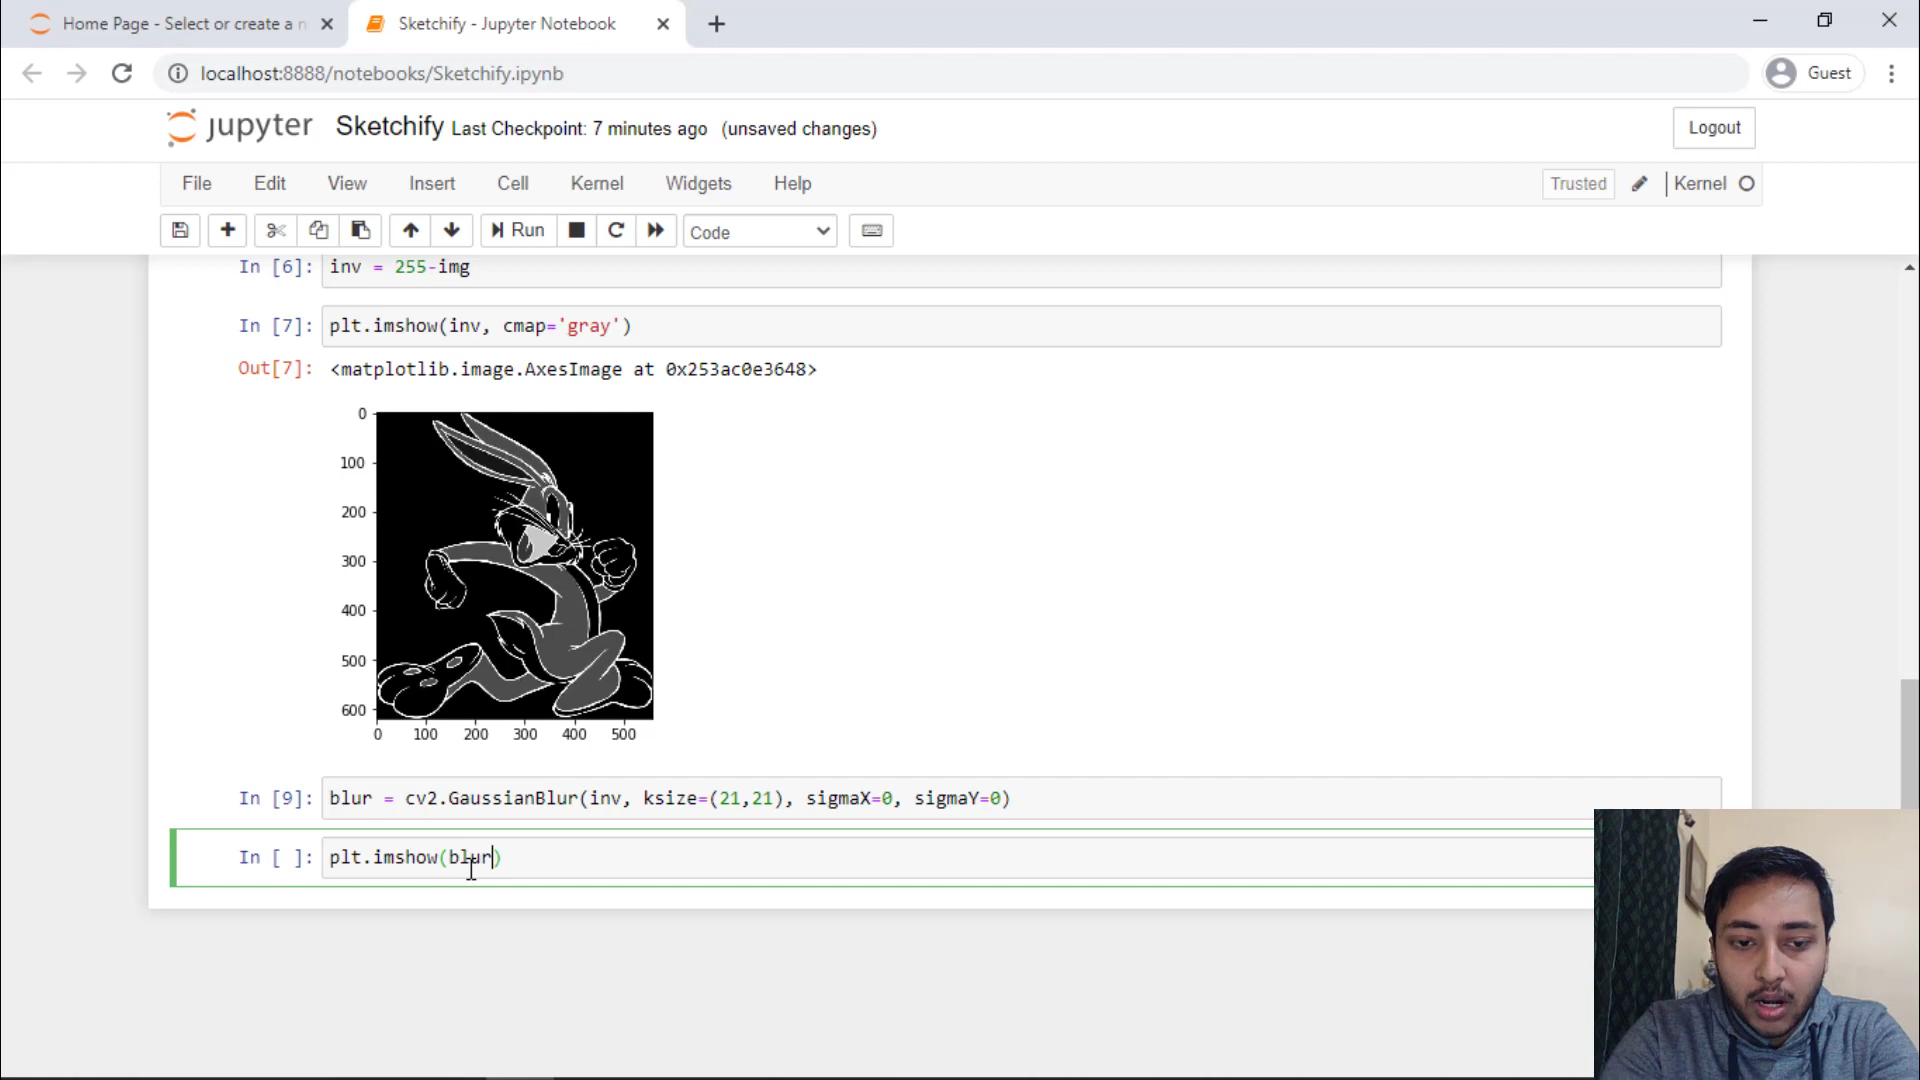 Home Page - Select or create a n
Sketchify - Jupyter Notebook
localhost:8888/notebooks/Sketchify.ipynb
Guest
jupyter Sketchify Last Checkpoint: 7 minutes ago (unsaved changes)
Logout
File Edit View Insert Cell Kernel Widgets Help
Trusted
Kernel
Run
Code
In [6]: inv = 255-img
In [7]: plt.imshow(inv, cmap='gray')
Out[7]: <matplotlib.image.AxesImage at 0x253ac0e3648>
0
100
200
300
400
500
600
0 100 200 300 400 500
In [9]: blur = cv2.GaussianBlur(inv, ksize=(21,21), sigmaX=0, sigmaY=0)
In [ ]: plt.imshow(blur)